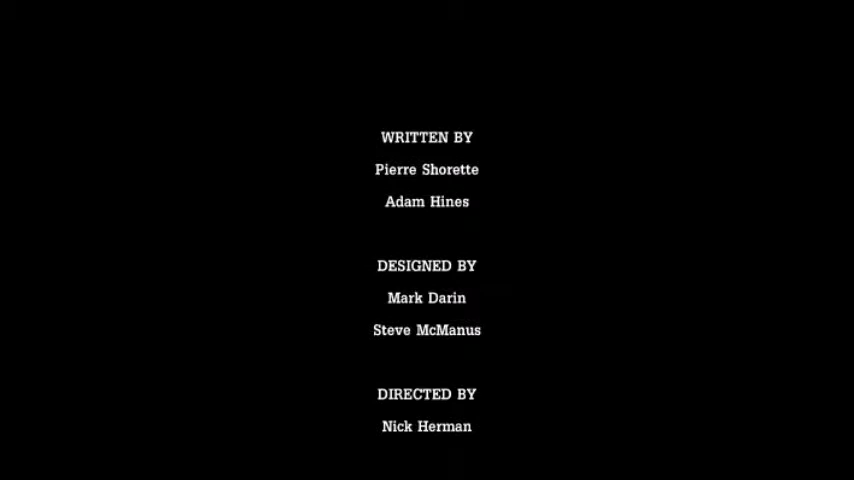 WRITTEN BY
Pierre Shorette
Adam Hines
DESIGNED BY
Mark Darin
Steve McManus
DIRECTED BY
Nick Herman